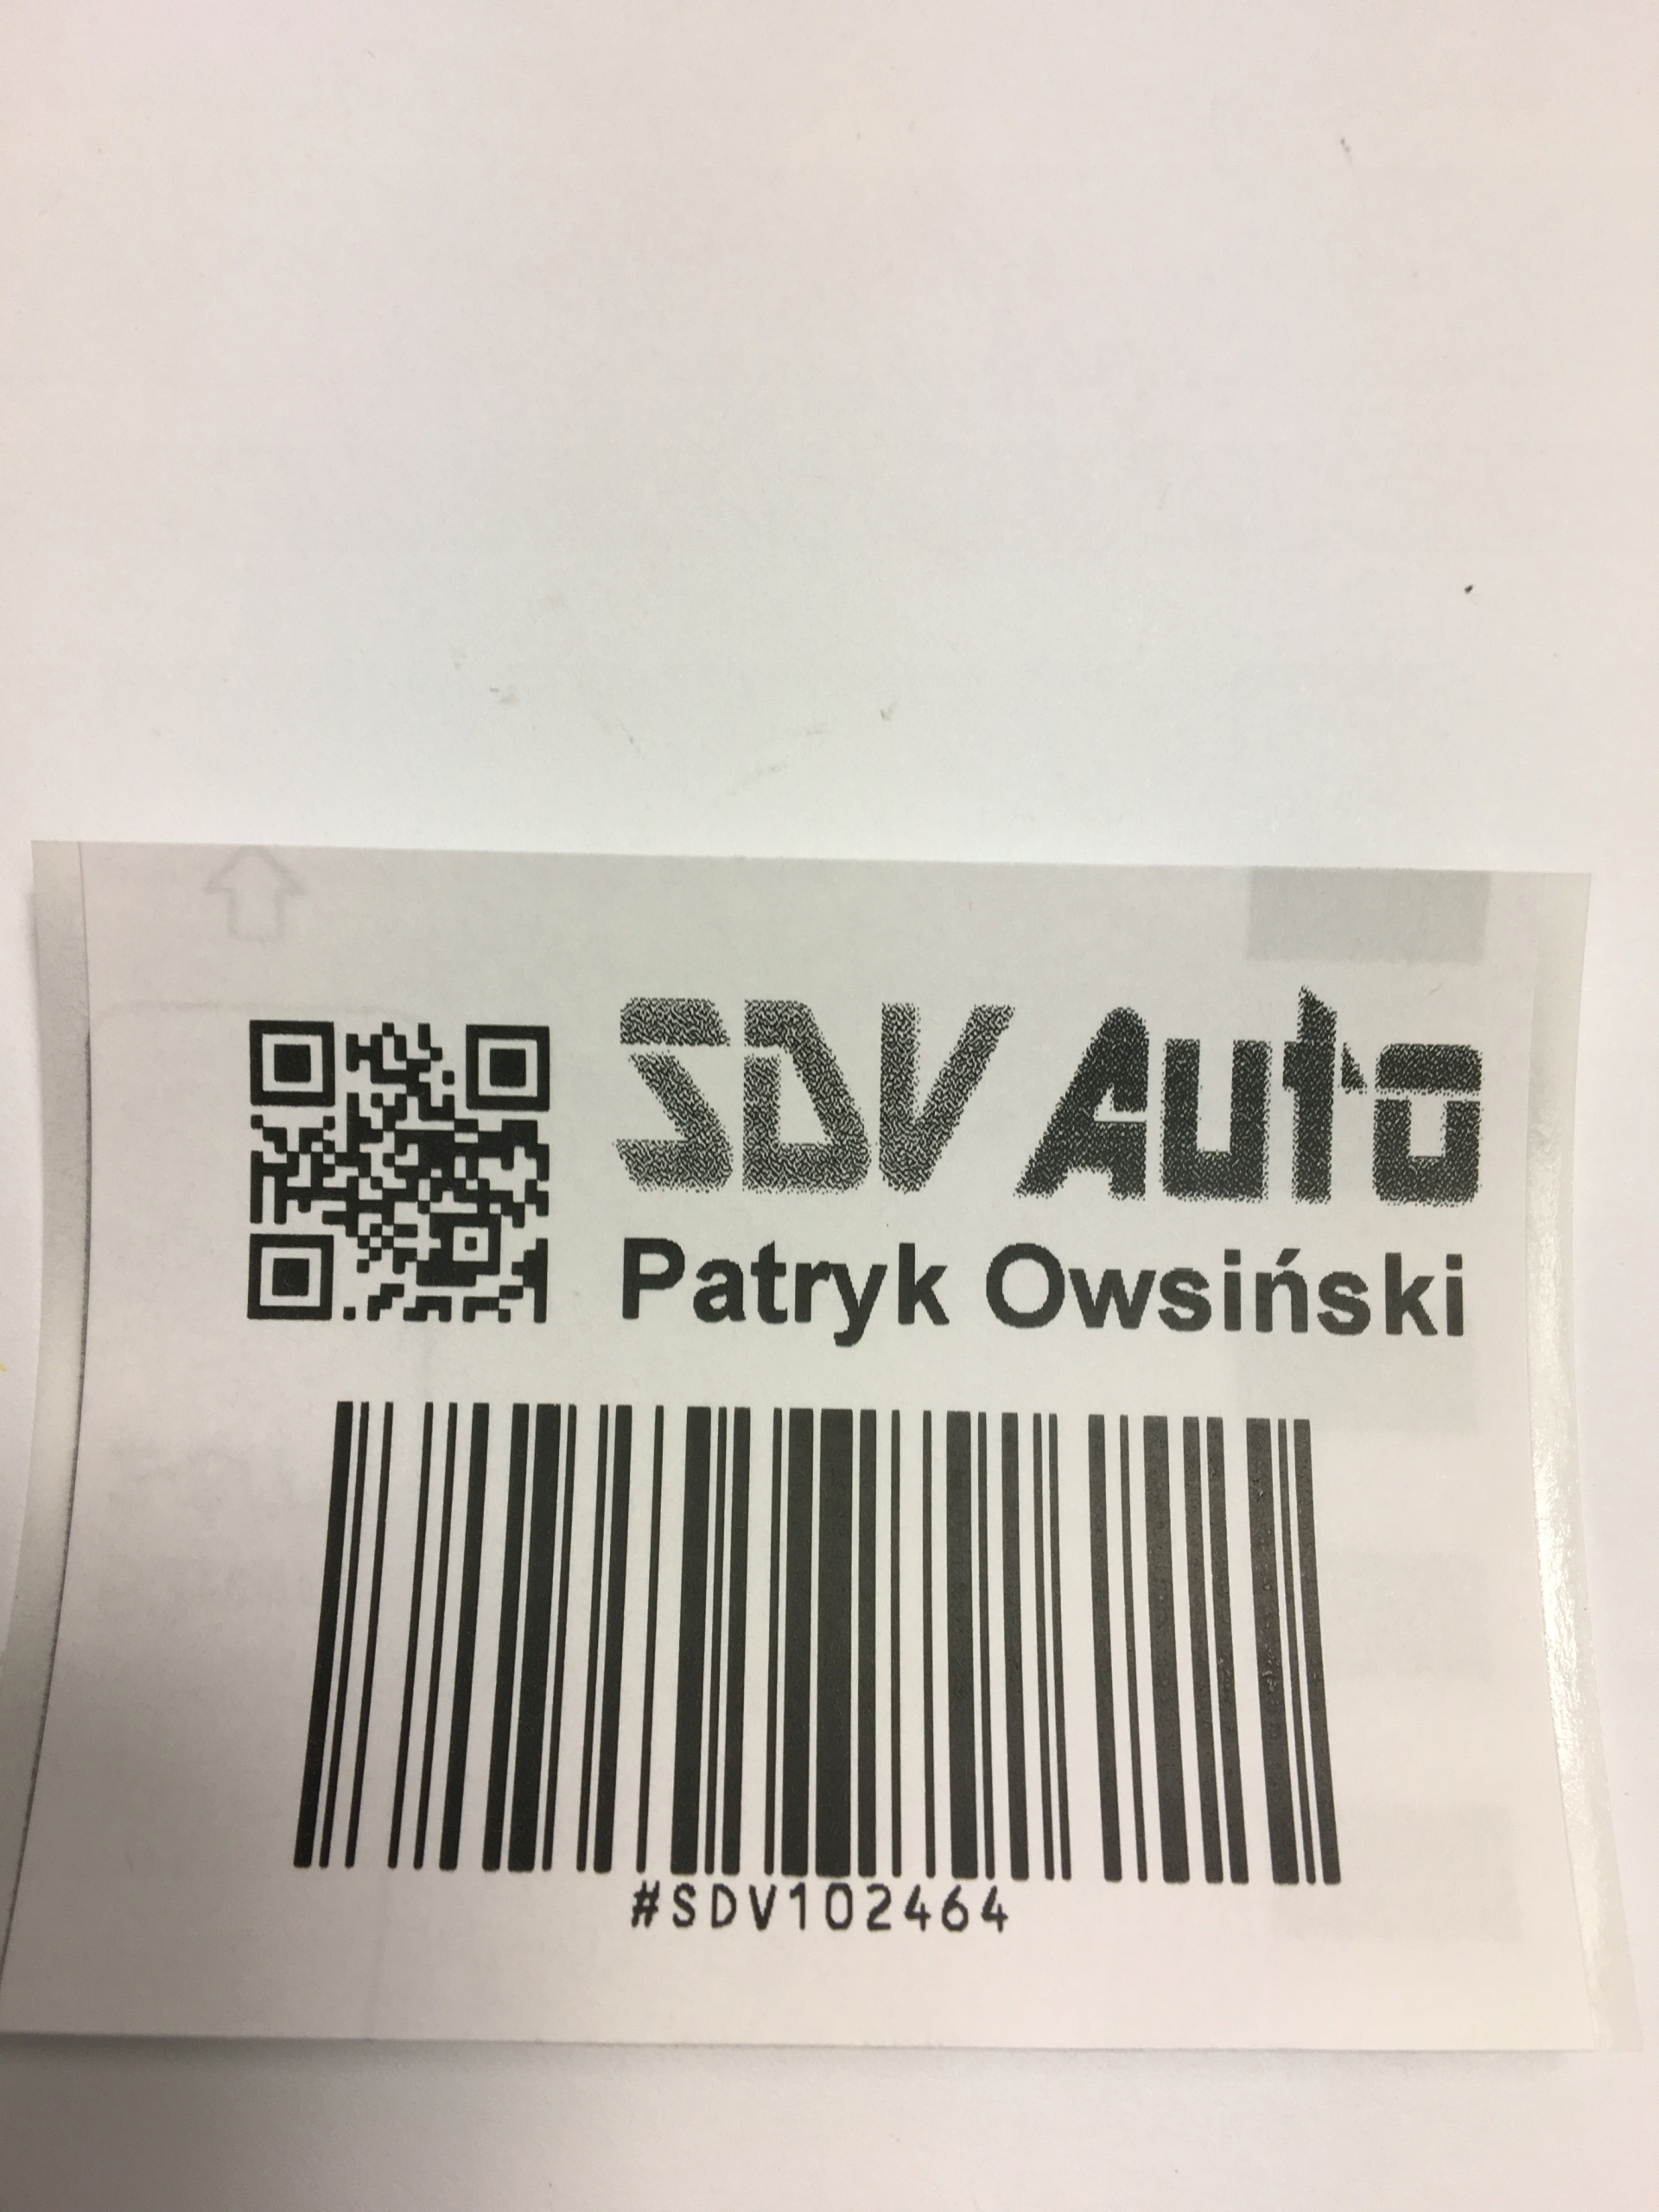 SDV Auto
Patryk Owsiński
#SDV102464